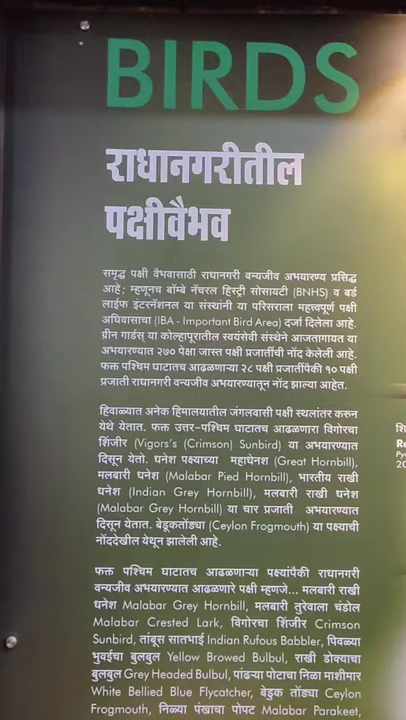 BIRDS
राधानगरीतील
पक्षीवैभव
समृद्ध पक्षी वैभवासाठी राधानगरी वन्यजीव अभयारण्य प्रसिद्ध
आहे; म्हणूनच बॉम्बे नॅचरल हिस्ट्री सोसायटी (BNHS) व बर्ड
लाईफ इंटरनॅशनल या संस्थांनी या परिसराला महत्त्वपूर्ण पक्षी
अधिवासाचा (IBA - Important Bird Area) दर्जा दिलेला आहे.
ग्रीन गार्डस् या कोल्हापूरातील स्वयंसेवी संस्थेने आजतागायत या
अभयारण्यात २७० पेक्षा जास्त पक्षी प्रजातींची नोंद केलेली आहे.
फक्त पश्चिम घाटातच आढळणाऱ्या २८ पक्षी प्रजातींपैकी १० पक्षी
प्रजाती राधानगरी वन्यजीव अभयारण्यातून नोंद झाल्या आहेत.
हिवाळ्यात अनेक हिमालयातील जंगलवासी पक्षी स्थलांतर करुन
येथे येतात. फक्त उत्तर-पश्चिम घाटातच आढळणारा विगोरचा
शिंजीर (Vigors's (Crimson) Sunbird) या अभयारण्यात
दिसून येतो. धनेश पक्ष्याच्या महाधेनश (Great Hornbill),
मलबारी धनेश (Malabar Pied Hornbill), भारतीय राखी
धनेश (Indian Grey Hornbill), मलबारी राखी धनेश
(Malabar Grey Hornbill) या चार प्रजाती अभयारण्यात
दिसून येतात. बेडूकतोंड्या (Ceylon Frogmouth) या पक्ष्याची
नोंददेखील येथून झालेली आहे.
फक्त पश्चिम घाटातच आढळणाऱ्या पक्ष्यांपैकी राधानगरी
वन्यजीव अभयारण्यात आढळणारे पक्षी म्हणजे... मलबारी राखी
धनेश Malabar Grey Hornbill, मलबारी तुरेवाला चंडोल
Malabar Crested Lark, विगोरचा शिंजीर Crimson
Sunbird, तांबूस सातभाई Indian Rufous Babbler, पिवळ्या
भुवईचा बुलबुल Yellow Browed Bulbul, राखी डोक्याचा
बुलबुल Grey Headed Bulbul, पांढऱ्या पोटाचा निळा माशीमार
White Bellied Blue Flycatcher, बेडुक तोंड्या Ceylon
Frogmouth, निळ्या पंखाचा पोपट Malabar Parakeet,